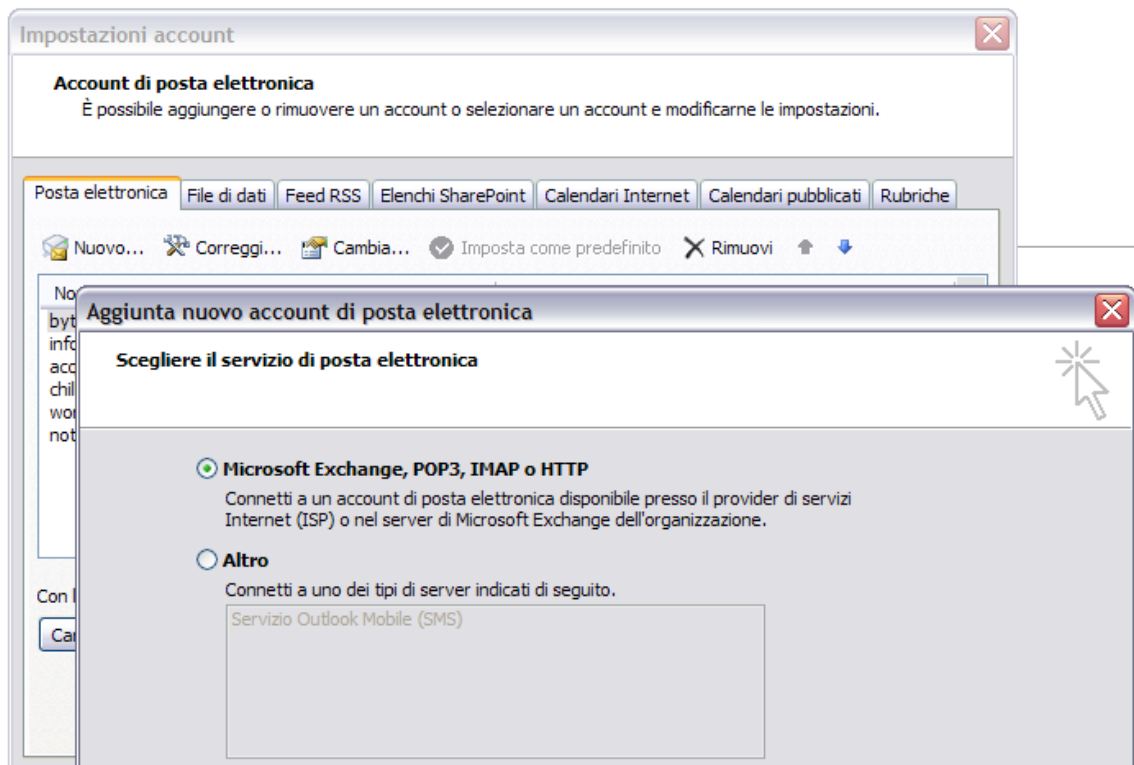 Impostazioni account
Account di posta elettronica
È possibile aggiungere o rimuovere un account o selezionare un account e modificarne le impostazioni.
Posta elettronica File di dati Feed RSS Elenchi SharePoint Calendari Internet Calendari pubblicati Rubriche
Nuovo... Correggi... Cambia... Imposta come predefinito Rimuovi
Aggiunta nuovo account di posta elettronica
Scegliere il servizio di posta elettronica
Microsoft Exchange, POP3, IMAP o HTTP
Connetti a un account di posta elettronica disponibile presso il provider di servizi
Internet (ISP) o nel server di Microsoft Exchange dell'organizzazione.
Altro
Connetti a uno dei tipi di server indicati di seguito.
Servizio Outlook Mobile (SMS)
Con